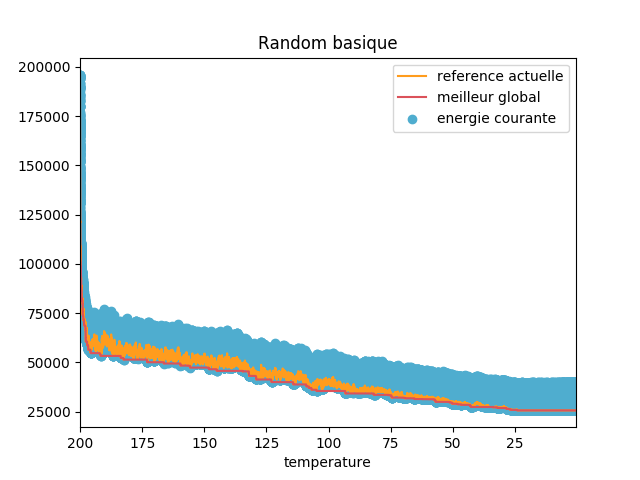 Random basique
reference actuelle
meilleur global
energie courante
200000
175000
150000
125000
100000
75000
50000
25000
200 175 150 125 100 75 50 25
temperature